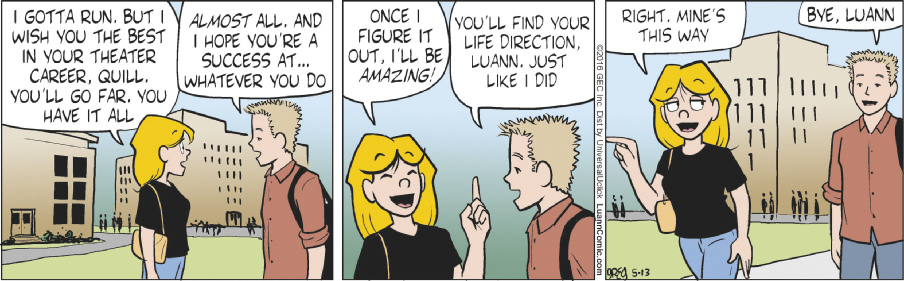 I GOTTA RUN. BUT I
WISH YOU THE BEST
IN YOUR THEATER
CAREER, QUILL.
YOU'LL GO FAR. YOU
HAVE IT ALL
ALMOST ALL. AND
I HOPE YOU'RE A
SUCCESS AT...
WHATEVER YOU DO
ONCE I
FIGURE IT
OUT, I'LL BE
AMAZING!
YOU'LL FIND YOUR
LIFE DIRECTION,
LUANN. JUST
LIKE I DID
©2016 GEC Inc. Dist by UniversalUclick LuannComic.com
RIGHT. MINE'S
THIS WAY
BYE, LUANN
GREG 5-13